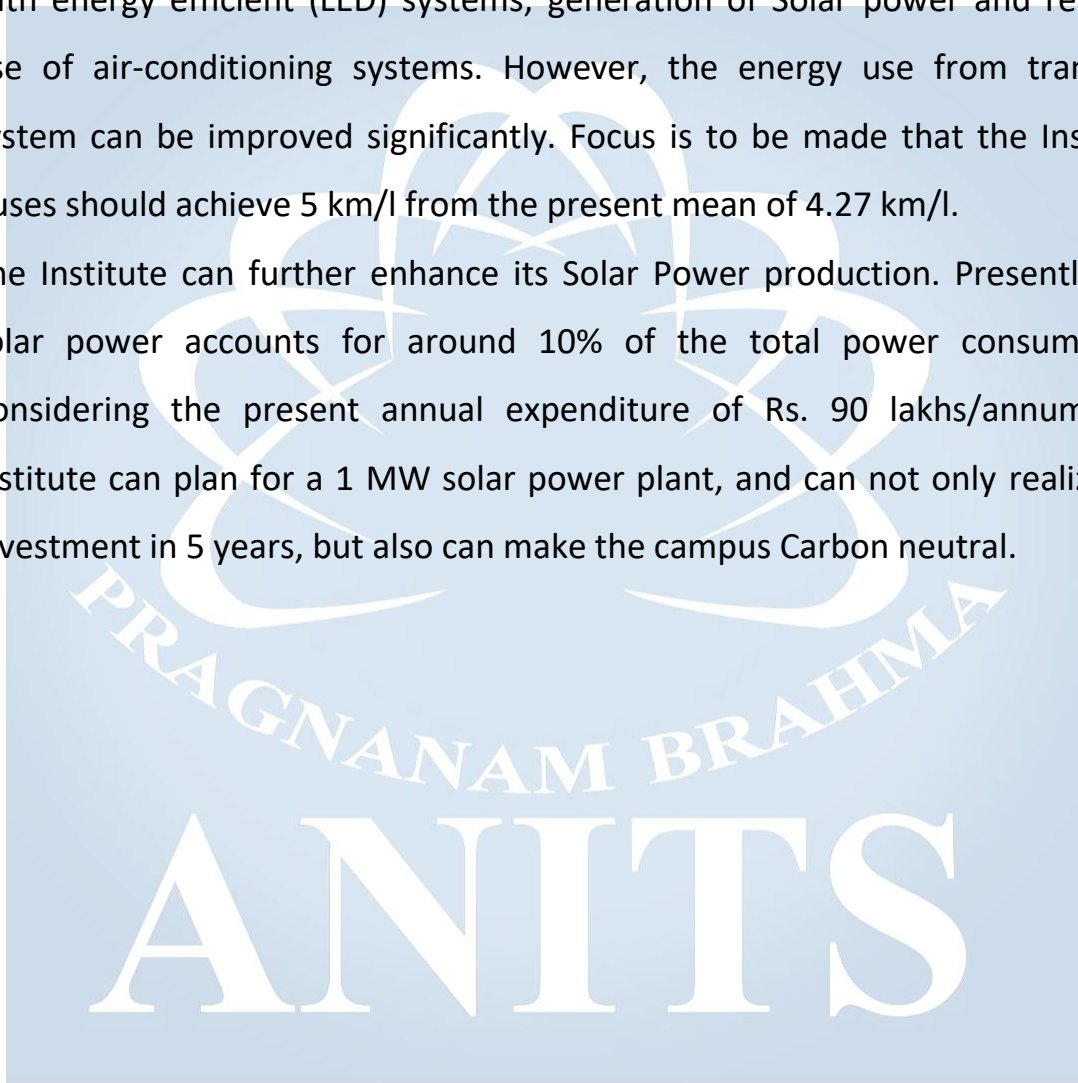 ith energy efficient (LED) systems, generation of Solar power and re
se of air-conditioning systems. However, the energy use from tran
ystem can be improved significantly. Focus is to be made that the Ins
uses should achieve 5 km/l from the present mean of 4.27 km/l.
he Institute can further enhance its Solar Power production. Presentl
olar power accounts for around 10% of the total power consum
onsidering the present annual expenditure of Rs. 90 lakhs/annum
stitute can plan for a 1 MW solar power plant, and can not only realiz
vestment in 5 years, but also can make the campus Carbon neutral.
PRAGNANAM BRAHMA
ANITS